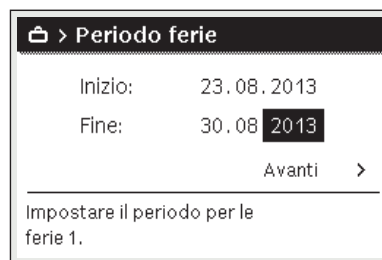 > Periodo ferie
Inizio: 23.08.2013
Fine: 30.08 2013
Avanti >
Impostare il periodo per le
ferie 1.